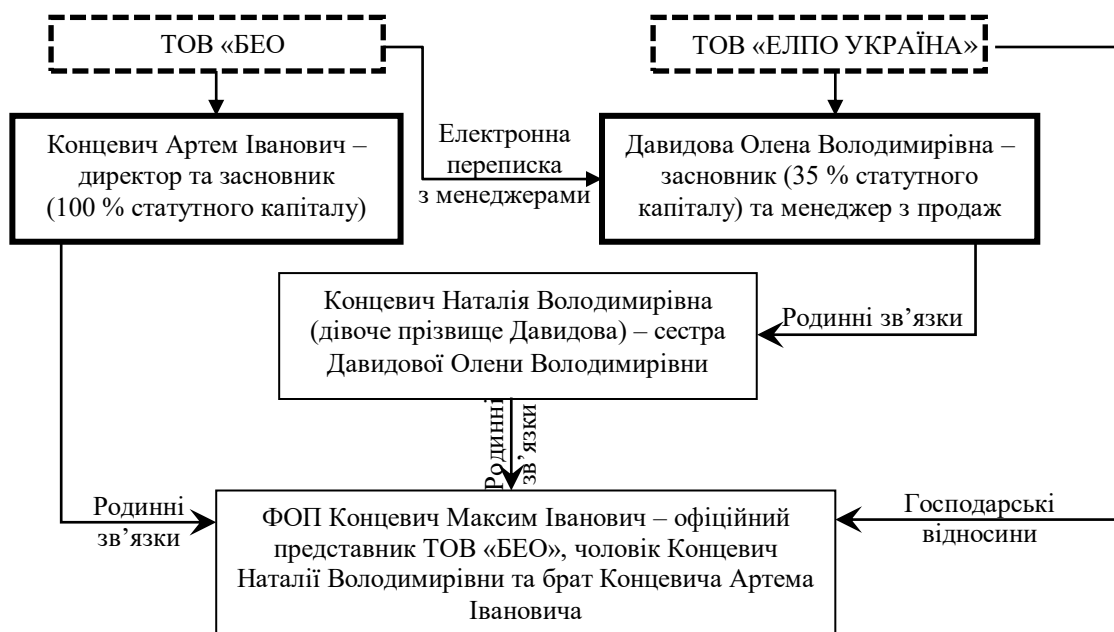 ТОВ «БЕО
ТОВ «ЕЛПО УКРАЇНА»
Концевич Артем Іванович –
директор та засновник
(100 % статутного капіталу)
Електронна
переписка
з менеджерами
Давидова Олена Володимирівна –
засновник (35 % статутного
капіталу) та менеджер з продаж
Концевич Наталія Володимирівна
(дівоче прізвище Давидова) – сестра
Давидової Олени Володимирівни
Родинні зв’язки
Родинні
зв’язки
Родинні
зв’язки
ФОП Концевич Максим Іванович – офіційний
представник ТОВ «БЕО», чоловік Концевич
Наталії Володимирівни та брат Концевича Артема
Івановича
Господарські
відносини